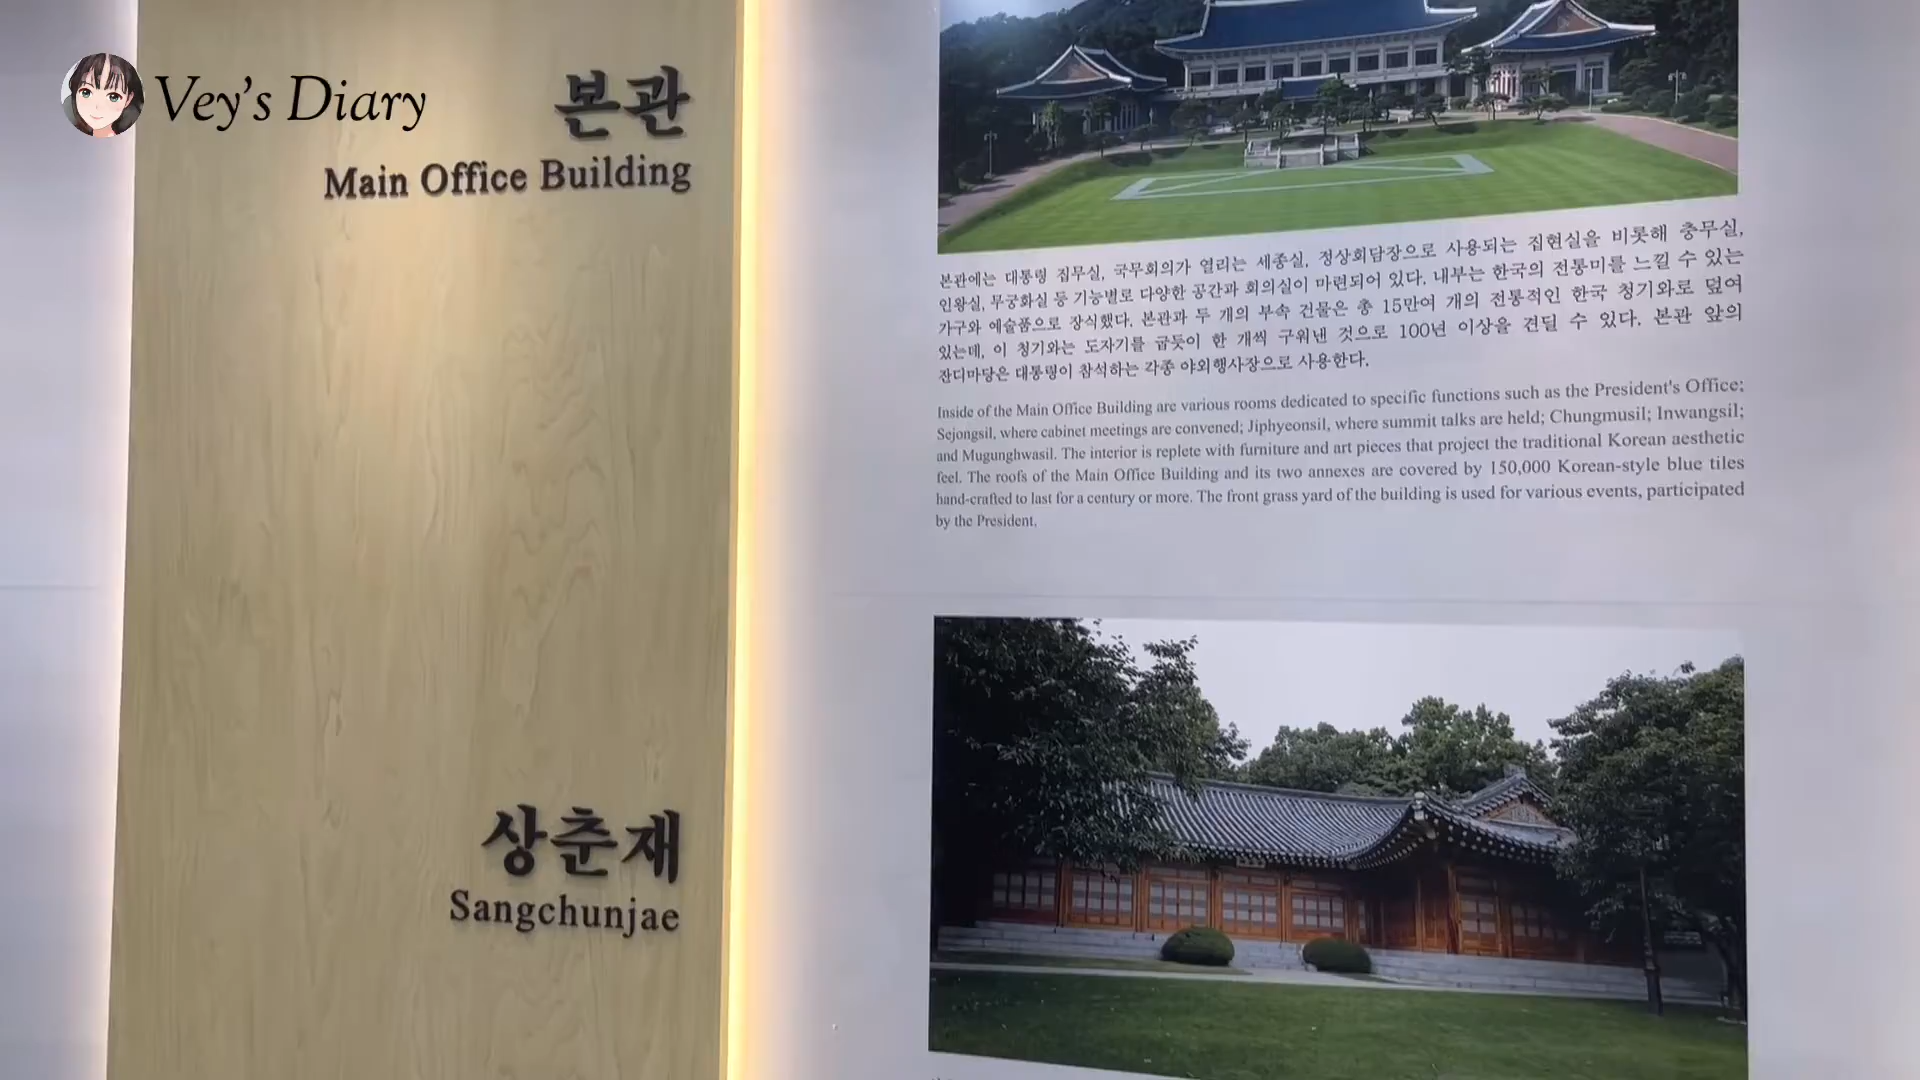 Vey's Diary
본관
Main Office Building
본관에는 대통령 집무실, 국무회의가 열리는 세종실, 정상회담장으로 사용되는 집현실을 비롯해 충무실,
인왕실, 무궁화실 등 기능별로 다양한 공간과 회의실이 마련되어 있다. 내부는 한국의 전통미를 느낄 수 있는
가구와 예술품으로 장식했다. 본관과 두 개의 부속 건물은 총 15만여 개의 전통적인 한국 청기와로 덮여
있는데, 이 청기와는 도자기를 굽듯이 한 개씩 구워낸 것으로 100년 이상을 견딜 수 있다. 본관 앞의
잔디마당은 대통령이 참석하는 각종 야외행사장으로 사용한다.
Inside of the Main Office Building are various rooms dedicated to specific functions such as the President's Office;
Sejongsil, where cabinet meetings are convened; Jiphyeonsil, where summit talks are held; Chungmusil; Inwangsil;
and Mugunghwasil. The interior is replete with furniture and art pieces that project the traditional Korean aesthetic
feel. The roofs of the Main Office Building and its two annexes are covered by 150,000 Korean-style blue tiles
hand-crafted to last for a century or more. The front grass yard of the building is used for various events, participated
by the President.
상춘재
Sangchunjae